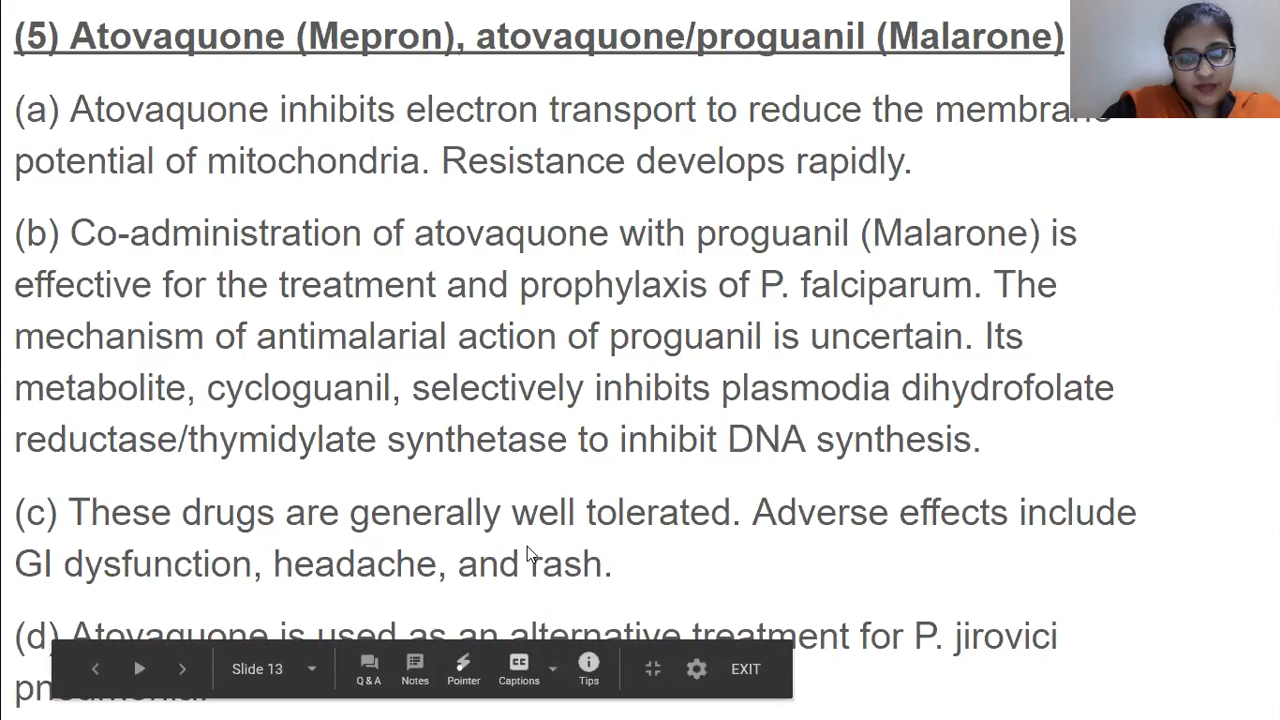 (5) Atovaquone (Mepron), atovaquone/proguanil (Malarone)
(a) Atovaquone inhibits electron transport to reduce the membrane
potential of mitochondria. Resistance develops rapidly.
(b) Co-administration of atovaquone with proguanil (Malarone) is
effective for the treatment and prophylaxis of P. falciparum. The
mechanism of antimalarial action of proguanil is uncertain. Its
metabolite, cycloguanil, selectively inhibits plasmodia dihydrofolate
reductase/thymidylate synthetase to inhibit DNA synthesis.
(c) These drugs are generally well tolerated. Adverse effects include
GI dysfunction, headache, and rash.
(d) Atovaquone is used as an alternative treatment for P. jirovici
pneumonia.
Slide 13
Q & A Notes Pointer Captions Tips EXIT
CC